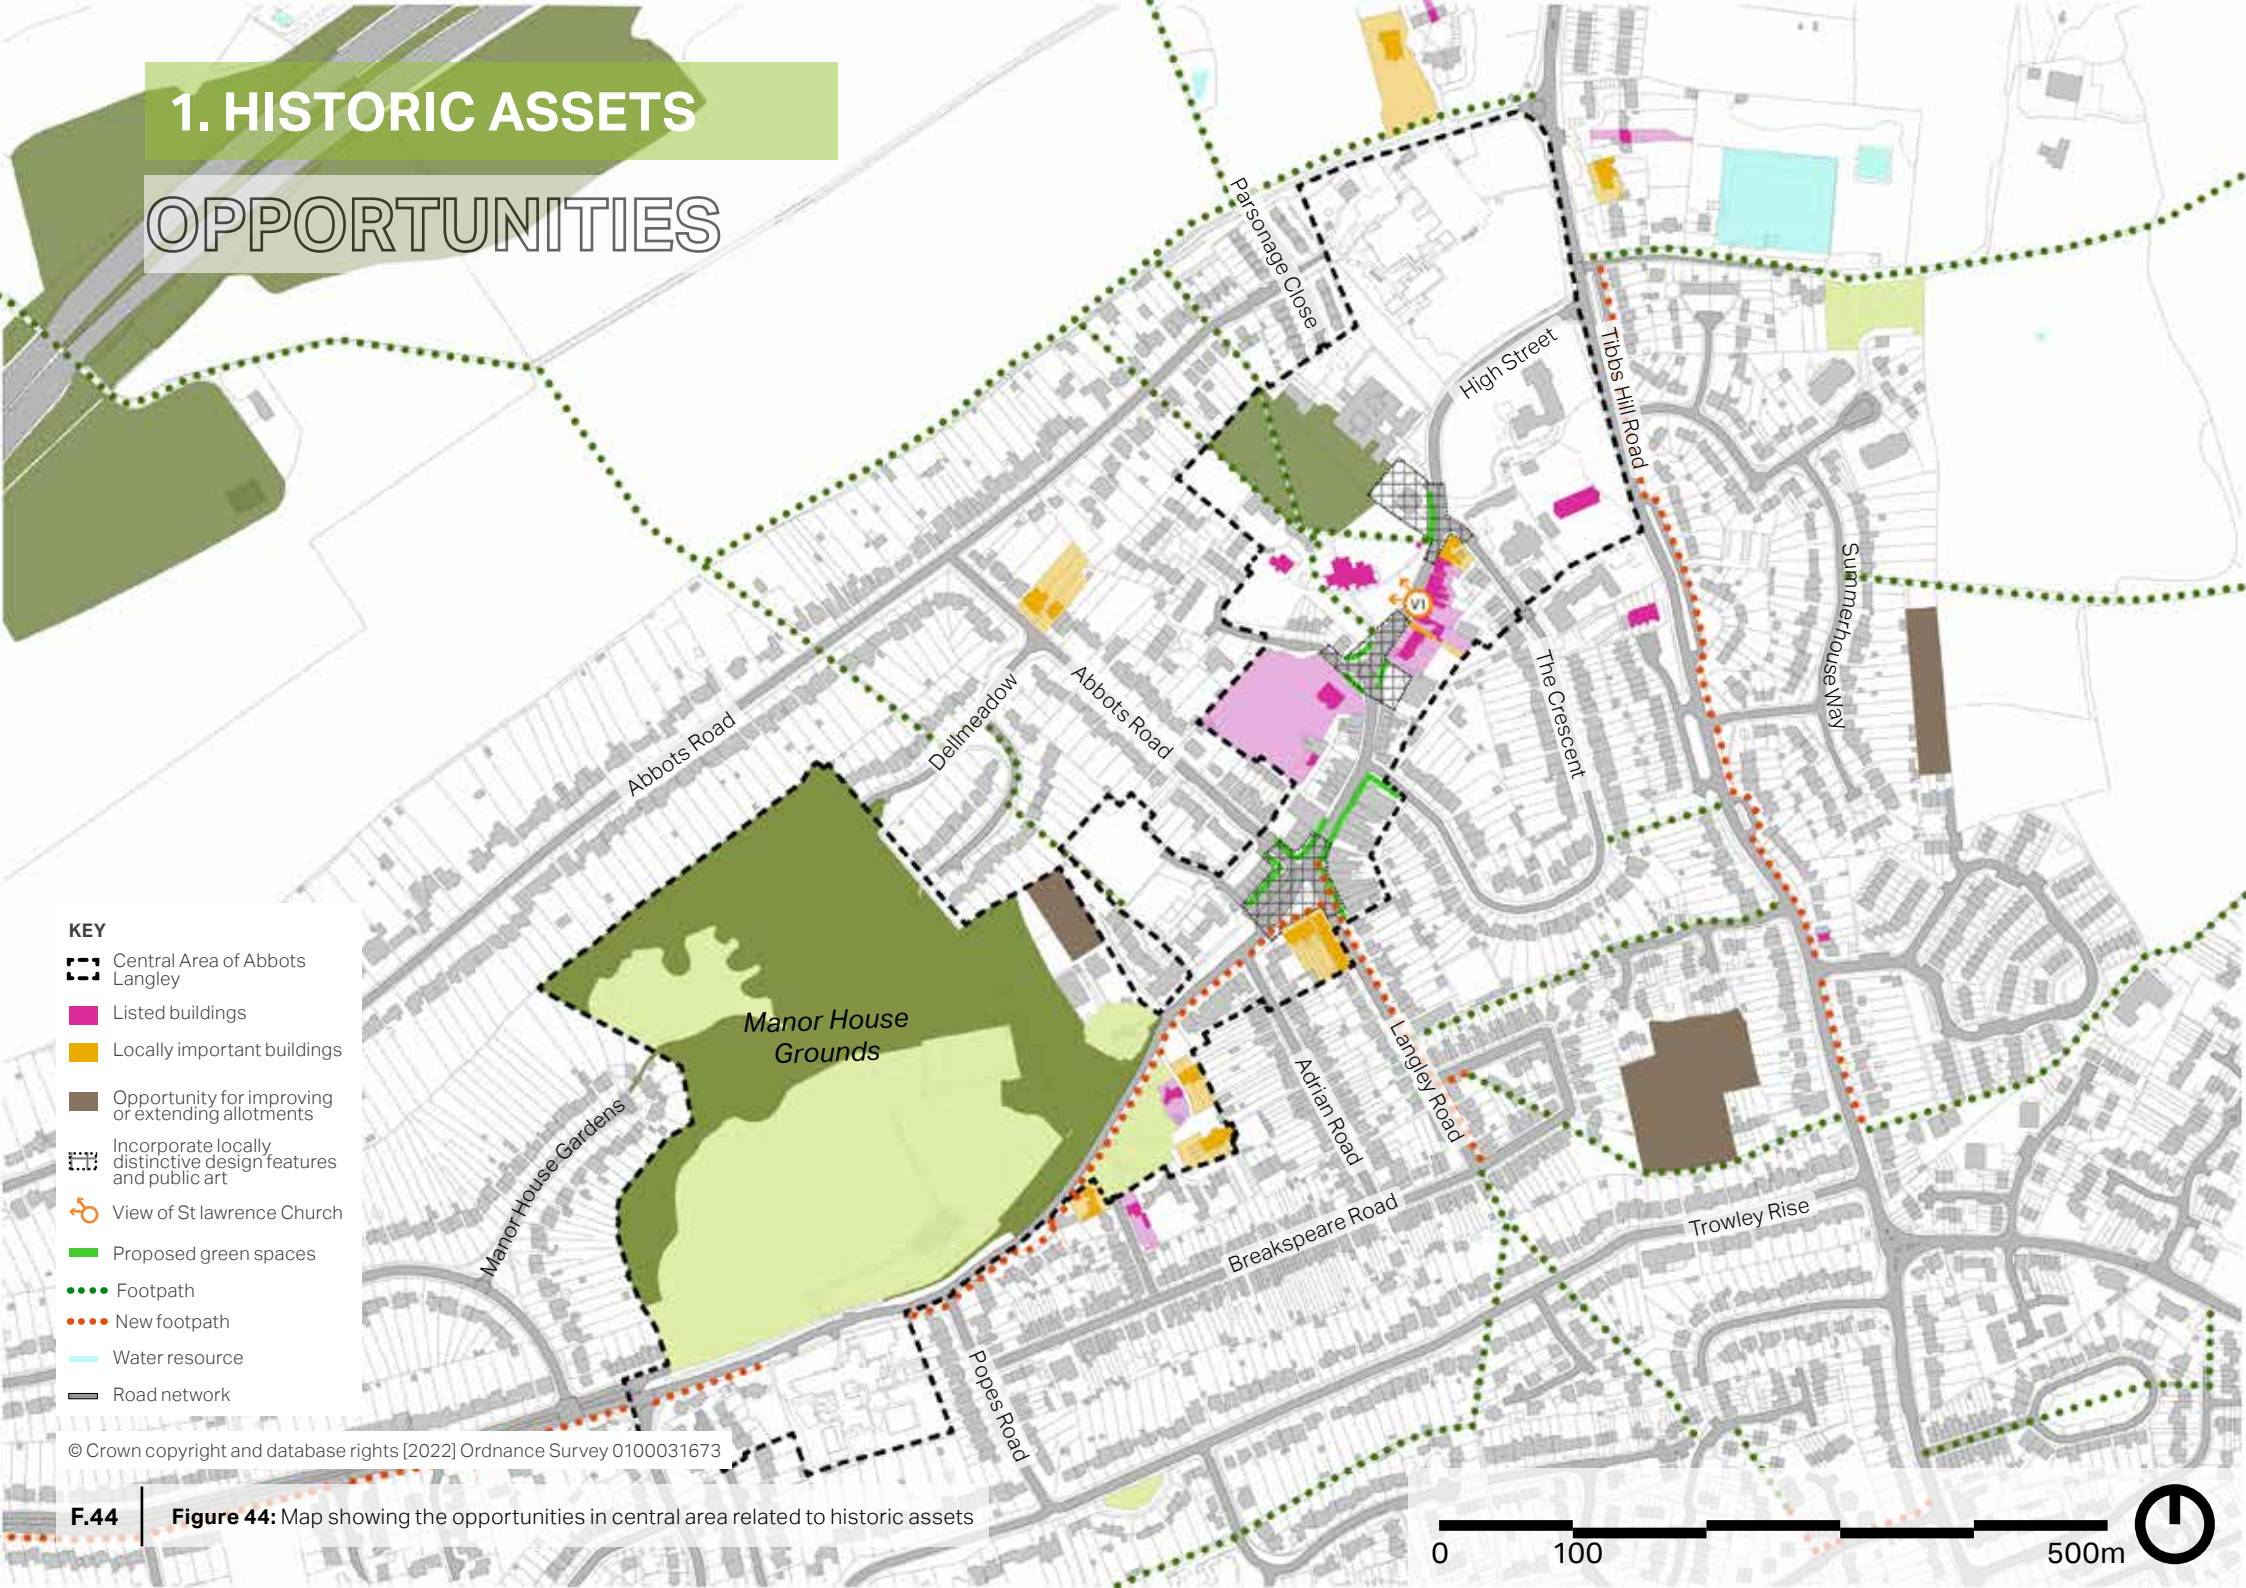 1. HISTORIC ASSETS
OPPORTUNITIES
Parsonage Close
High Street
Tibbs Hill Road
Summerhouse Way
V1
The Crescent
Abbots Road
Dellmeadow
Abbots Road
Manor House
Grounds
Langley Road
Adrian Road
Manor House Gardens
Breakspeare Road
Trowley Rise
Popes Road
KEY
Central Area of Abbots
Langley
Listed buildings
Locally important buildings
Opportunity for improving
or extending allotments
Incorporate locally
distinctive design features
and public art
View of St lawrence Church
Proposed green spaces
Footpath
New footpath
Water resource
Road network
© Crown copyright and database rights [2022] Ordnance Survey 0100031673
F.44
Figure 44: Map showing the opportunities in central area related to historic assets
0 100 500m